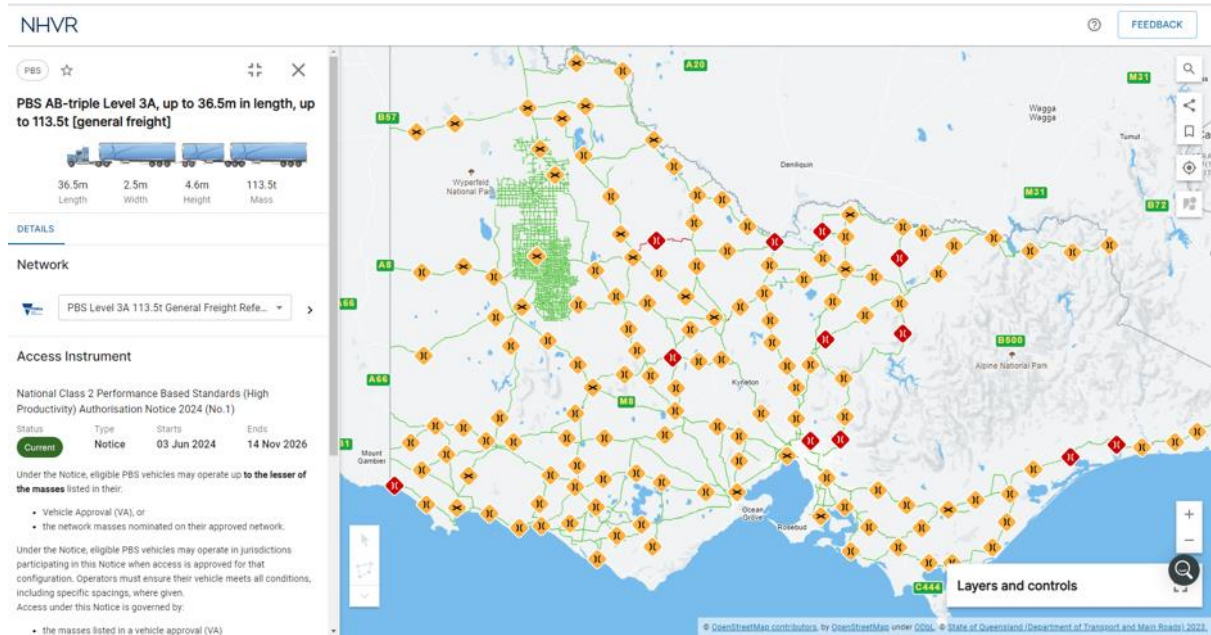 NHVR
FEEDBACK
PBS
PBS AB-triple Level 3A, up to 36.5m in length, up
to 113.5t [general freight]
36.5m 2.5m 4.6m 113.5t
Length Width Height Mass
DETAILS
Network
PBS Level 3A 113.5t General Freight Refe...
Access Instrument
National Class 2 Performance Based Standards (High
Productivity) Authorisation Notice 2024 (No.1)
Status Type Starts Ends
Current Notice 03 Jun 2024 14 Nov 2026
Under the Notice, eligible PBS vehicles may operate up to the lesser of
the masses listed in their:
• Vehicle Approval (VA), or
• the network masses nominated on their approved network.
Under the Notice, eligible PBS vehicles may operate in jurisdictions
participating in this Notice when access is approved for that
configuration. Operators must ensure their vehicle meets all conditions,
including specific spacings, where given.
Access under this Notice is governed by:
• the masses listed in a vehicle approval (VA)
A20
M31
B57
Wagga
Wagga
Tumut
Deniliquin
Wyperfeld
National Park
M31
B72
A8
A66
B500
Alpine National Park
A66
Kyneton
M8
Mount
Gambier
Ocean
Grove
Rosebud
C444
Layers and controls
© OpenStreetMap contributors, by OpenStreetMap under ODbL, © State of Queensland (Department of Transport and Main Roads) 2023,